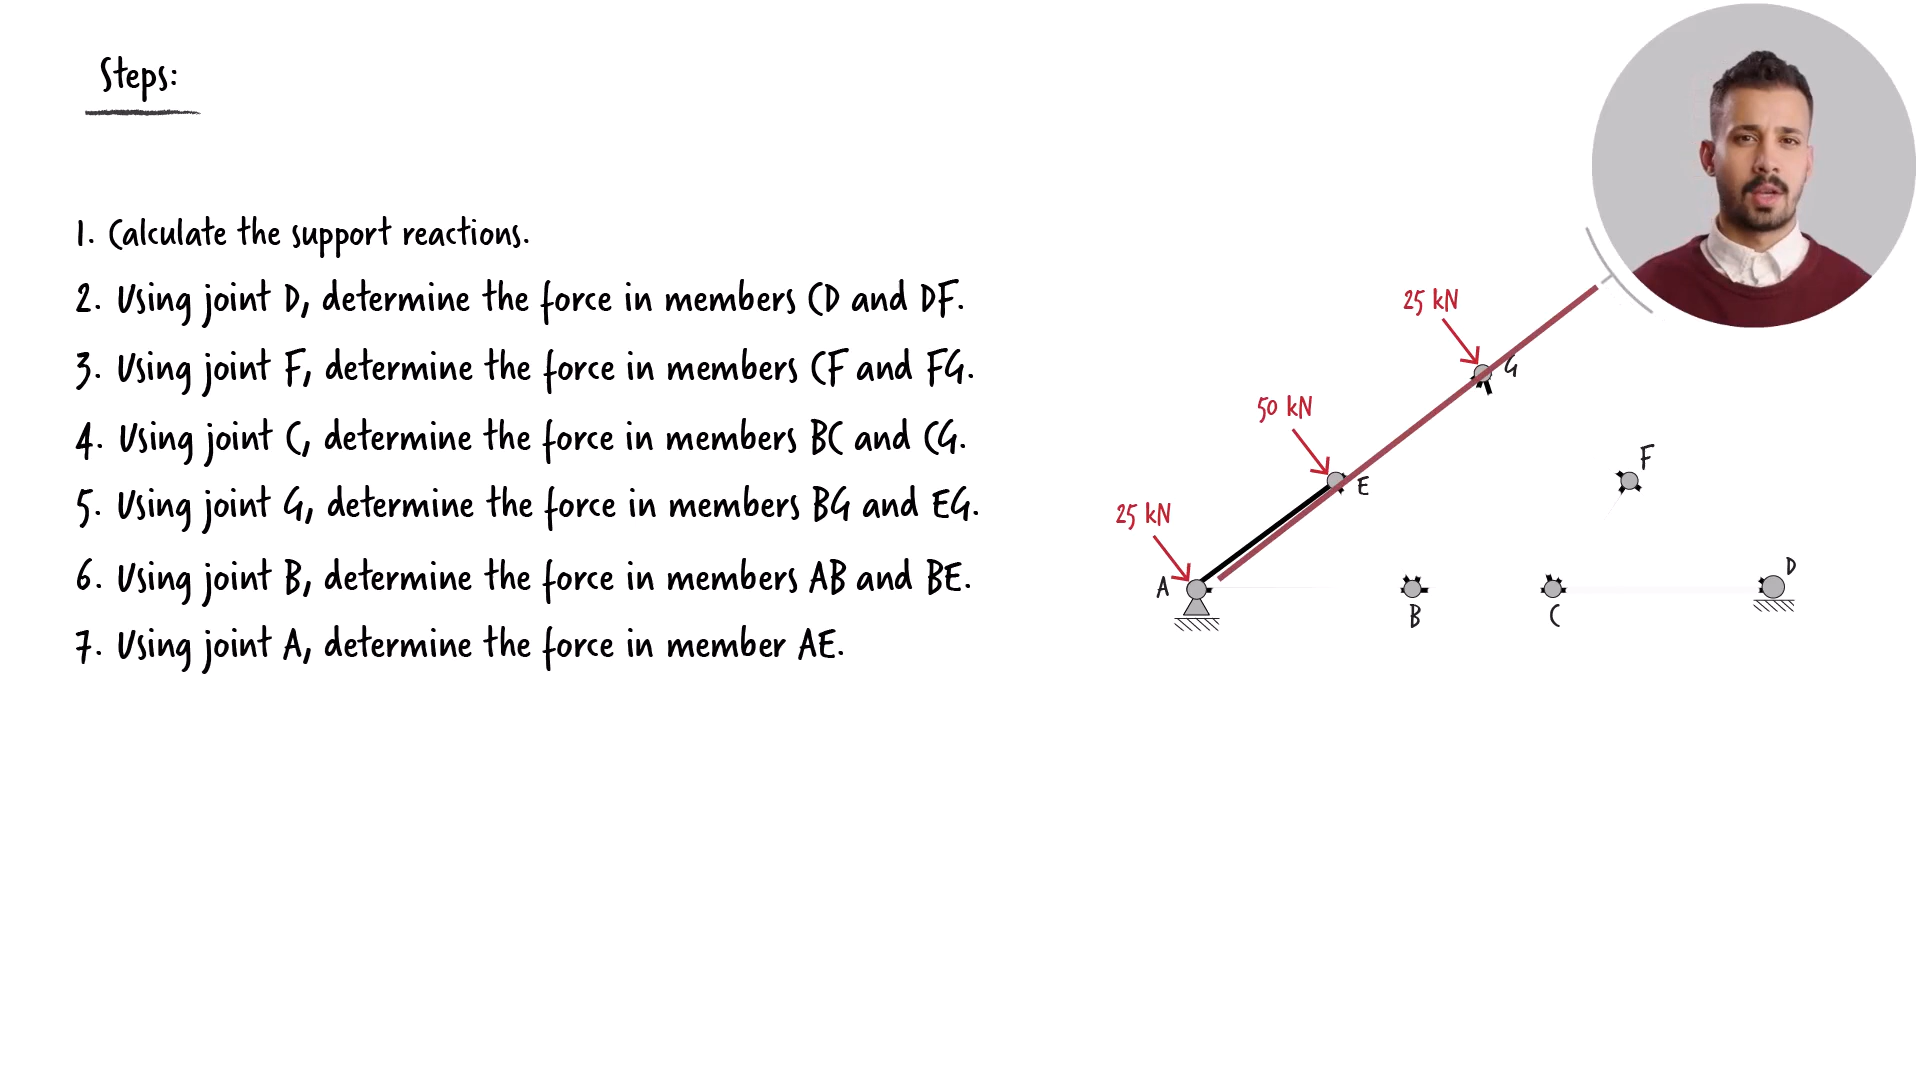 Steps:
1. Calculate the support reactions.
2. Using joint D, determine the force in members CD and DF.
3. Using joint F, determine the force in members CF and FG.
4. Using joint C, determine the force in members BC and CG.
5. Using joint G, determine the force in members BG and EG.
6. Using joint B, determine the force in members AB and BE.
7. Using joint A, determine the force in member AE.
25 kN
G
50 kN
E
F
25 kN
A
B
C
D